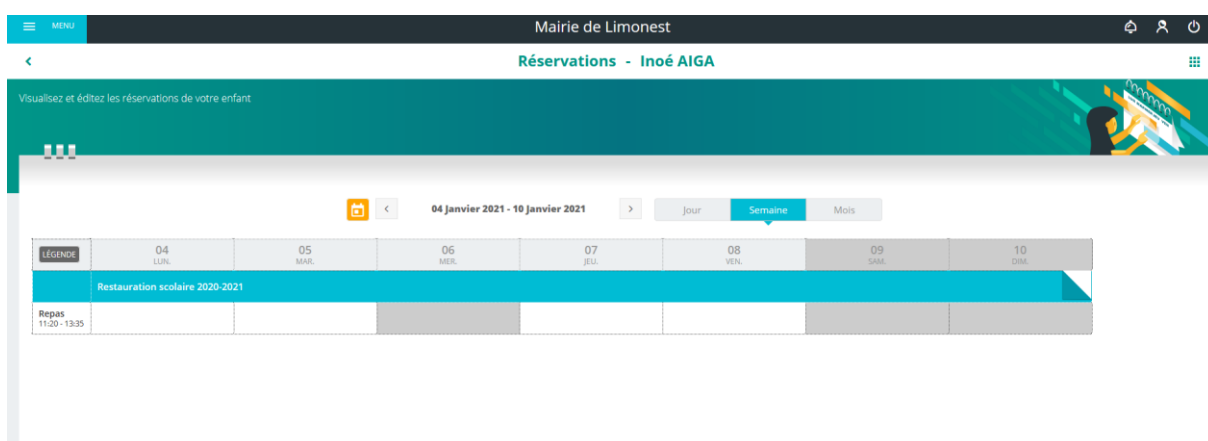 MENU
Mairie de Limonest
Réservations - Inoé AIGA
Visualisez et éditez les réservations de votre enfant
04 Janvier 2021 - 10 Janvier 2021
Jour Semaine Mois
LÉGENDE 04 05 06 07 08 09 10
LUN. MAR. MER. JEU. VEN. SAM. DIM.
Restauration scolaire 2020-2021
Repas
11:20 - 13:35